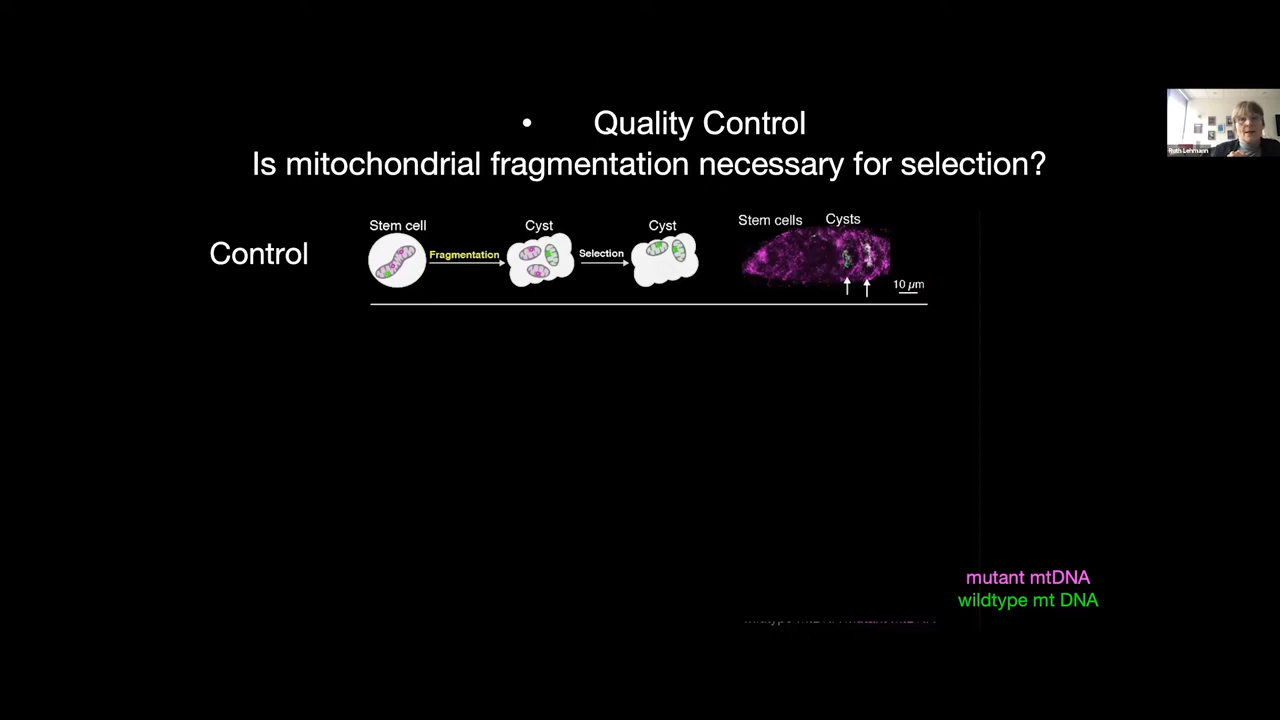 • Quality Control
Is mitochondrial fragmentation necessary for selection?
Control
Stem cell
Fragmentation
Cyst
Selection
Cyst
Stem cells
Cysts
10 µm
mutant mtDNA
wildtype mt DNA
Ruth Lehmann